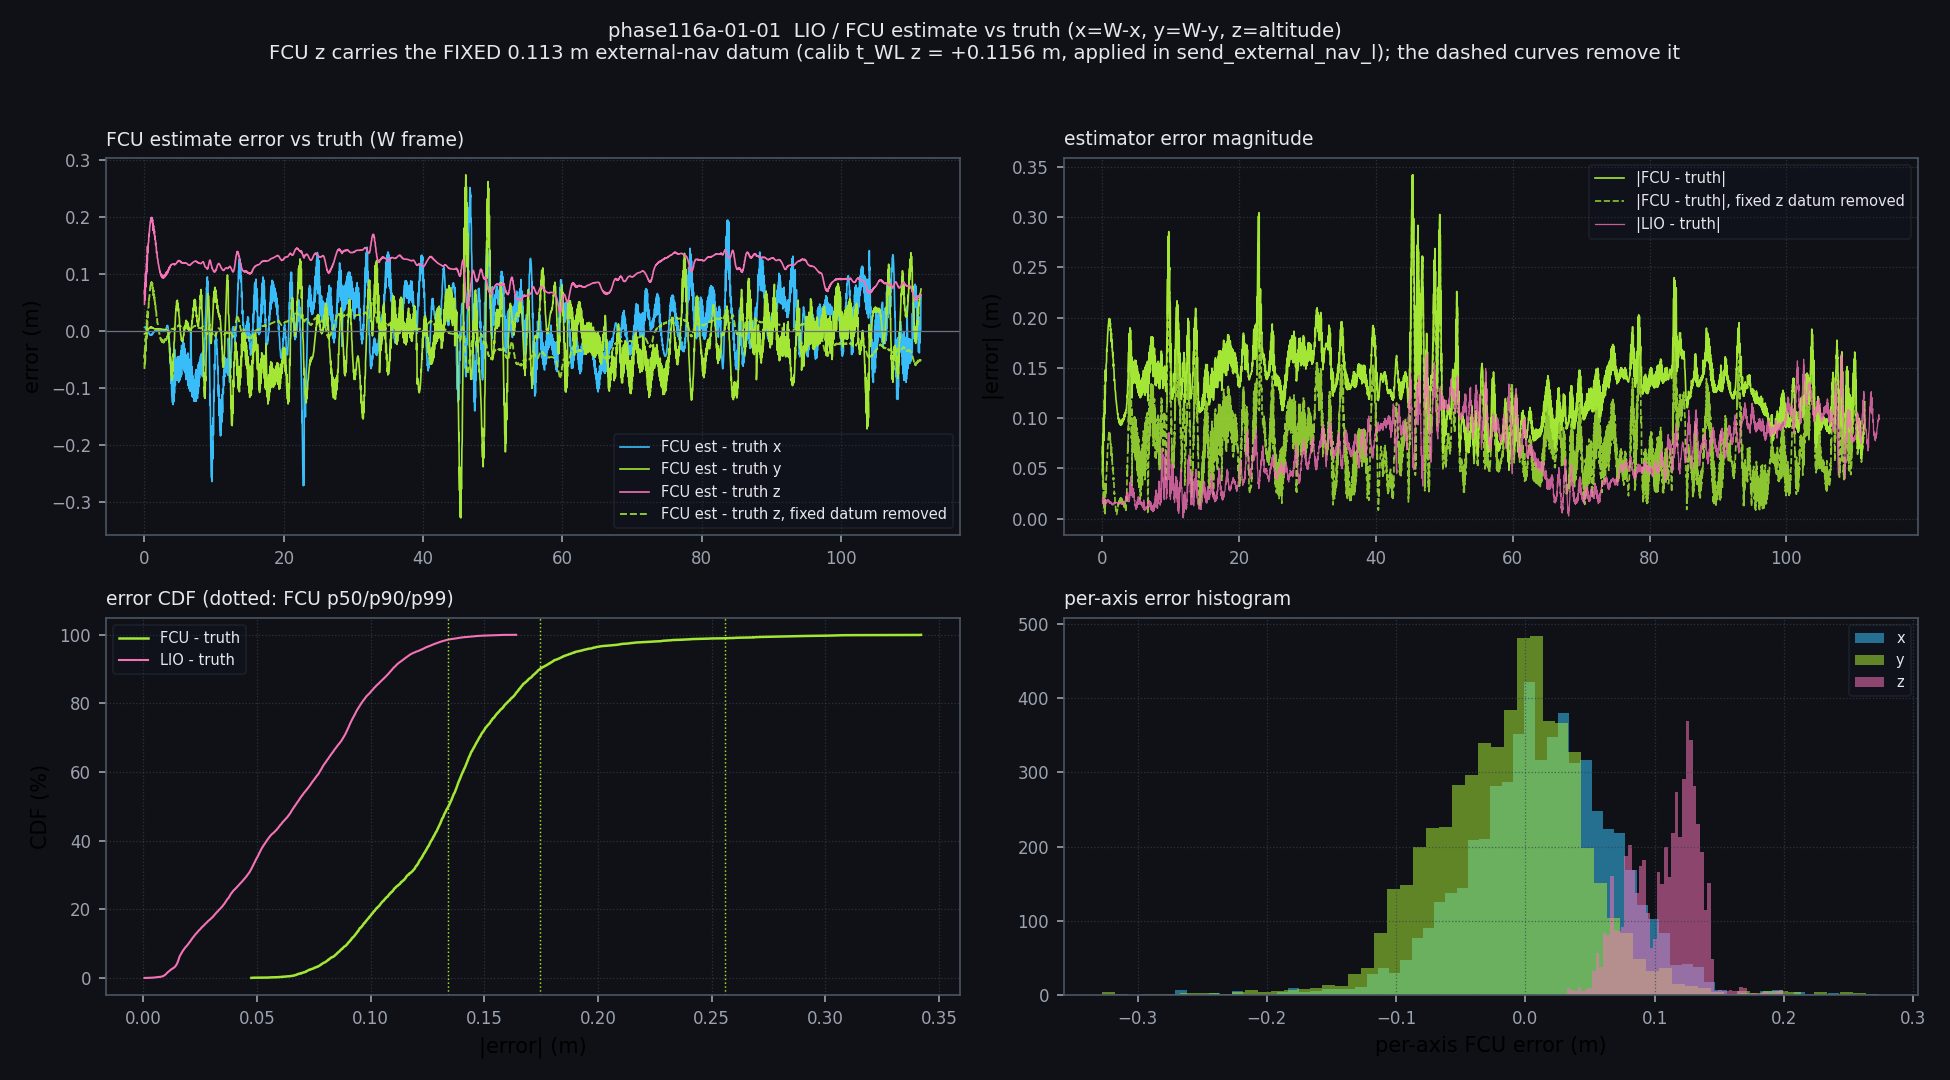 phase116a-01-01  LIO / FCU estimate vs truth (x=W-x, y=W-y, z=altitude)
FCU z carries the FIXED 0.113 m external-nav datum (calib t_WL z = +0.1156 m, applied in send_external_nav_l); the dashed curves remove it
FCU estimate error vs truth (W frame)
error (m)
0.3
0.2
0.1
0.0
−0.1
−0.2
−0.3
0
20
40
60
80
100
FCU est - truth x
FCU est - truth y
FCU est - truth z
FCU est - truth z, fixed datum removed
estimator error magnitude
|error| (m)
0.35
0.30
0.25
0.20
0.15
0.10
0.05
0.00
0
20
40
60
80
100
|FCU - truth|
|FCU - truth|, fixed z datum removed
|LIO - truth|
error CDF (dotted: FCU p50/p90/p99)
CDF (%)
100
80
60
40
20
0
0.00
0.05
0.10
0.15
0.20
0.25
0.30
0.35
|error| (m)
FCU - truth
LIO - truth
per-axis error histogram
500
400
300
200
100
0
−0.3
−0.2
−0.1
0.0
0.1
0.2
0.3
per-axis FCU error (m)
x
y
z